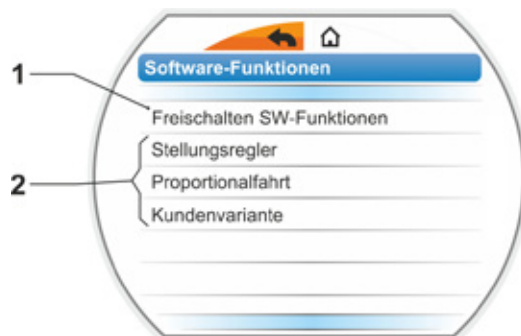 Software-Funktionen
1
Freischalten SW-Funktionen
Stellungsregler
2
Proportionalfahrt
Kundenvariante